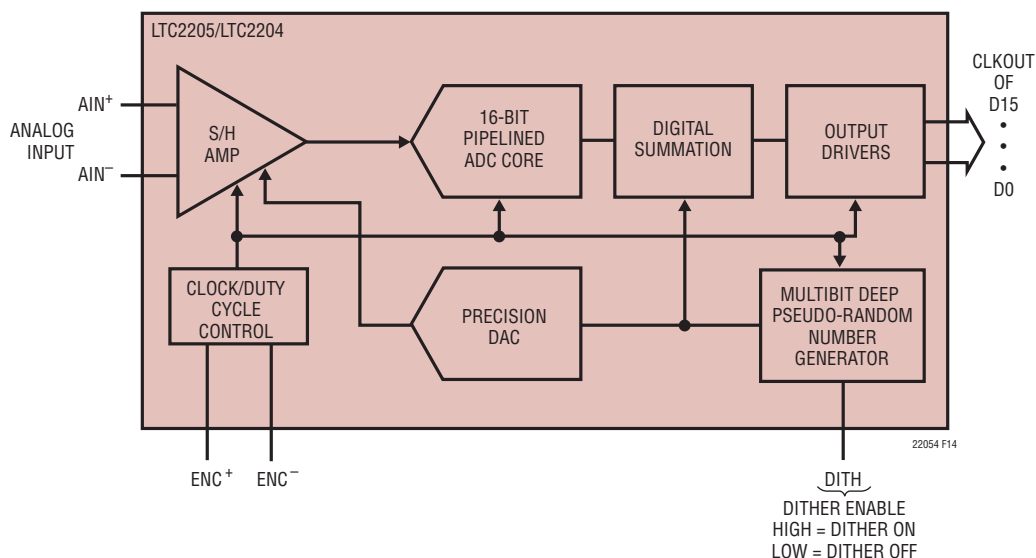 LTC2205/LTC2204
AIN+
ANALOG
INPUT
AIN−
S/H
AMP
16-BIT
PIPELINED
ADC CORE
DIGITAL
SUMMATION
OUTPUT
DRIVERS
CLKOUT
OF
D15
•
•
•
D0
CLOCK/DUTY
CYCLE
CONTROL
PRECISION
DAC
MULTIBIT DEEP
PSEUDO-RANDOM
NUMBER
GENERATOR
22054 F14
ENC+
ENC−
DITH
DITHER ENABLE
HIGH = DITHER ON
LOW = DITHER OFF